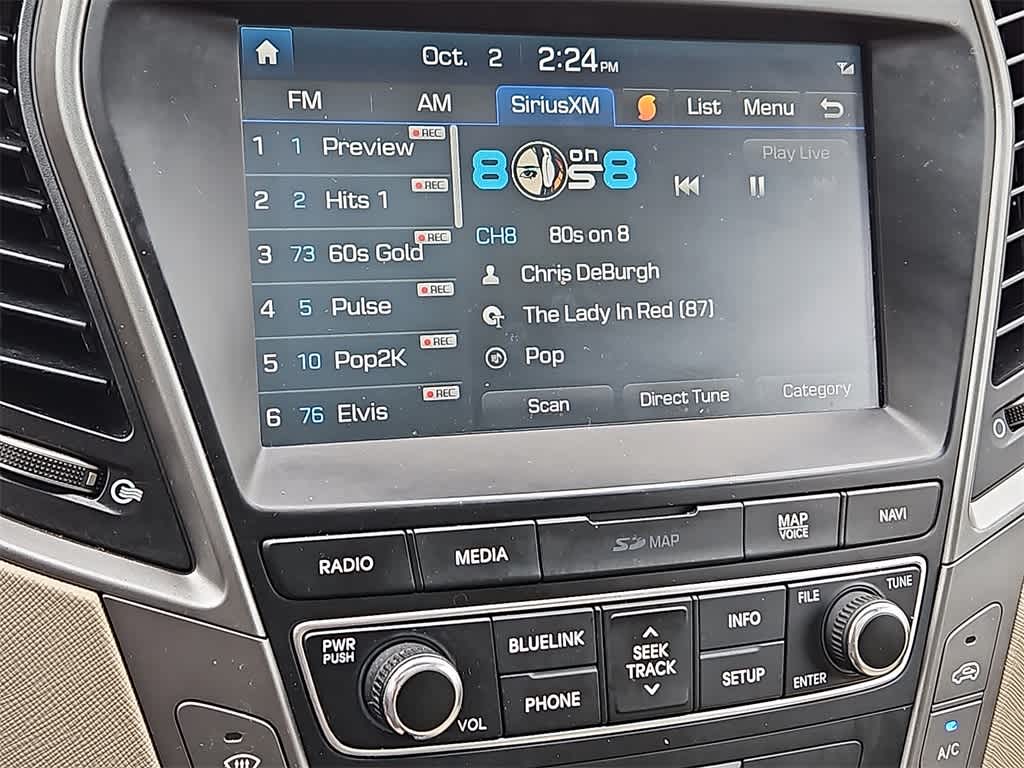 Oct. 2 2:24PM
FM AM SiriusXM List Menu
1 1 Preview REC
2 2 Hits 1 REC
3 73 60s Gold REC
4 5 Pulse REC
5 10 Pop2K REC
6 76 Elvis REC
8 on 8
Play Live
CH8 80s on 8
Chris DeBurgh
The Lady In Red (87)
Pop
Scan Direct Tune Category
RADIO MEDIA SD MAP MAP VOICE NAVI
PWR PUSH
VOL
BLUELINK
PHONE
SEEK
TRACK
INFO
SETUP
FILE
TUNE
ENTER
A/C